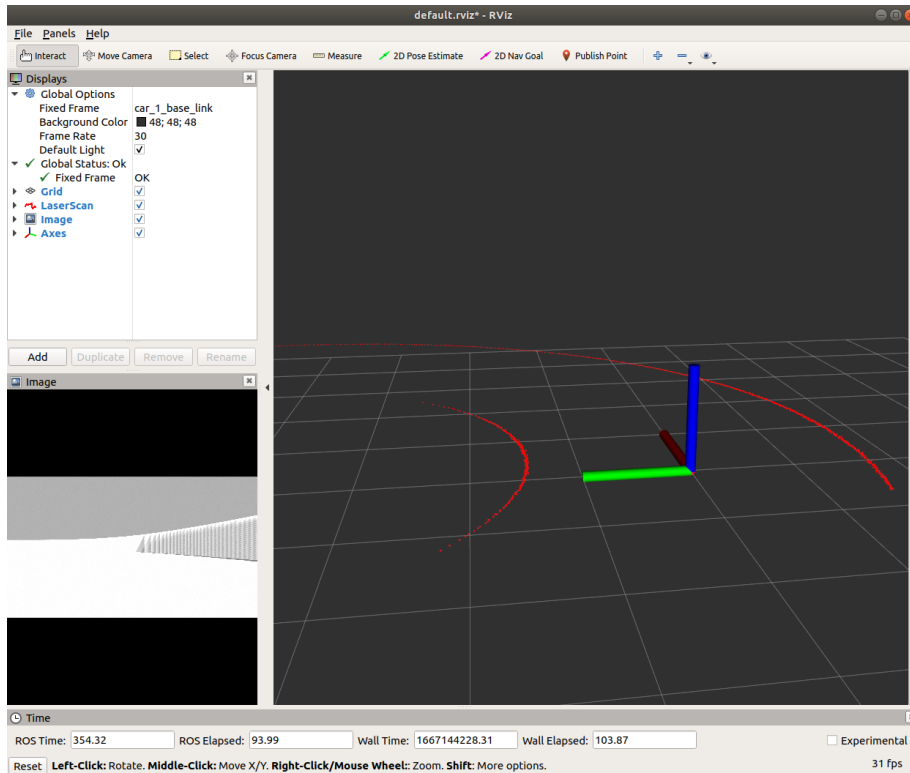 default.rviz* - RViz
File Panels Help
Interact Move Camera Select Focus Camera Measure 2D Pose Estimate 2D Nav Goal Publish Point
Displays
Global Options
Fixed Frame car_1_base_link
Background Color 48; 48; 48
Frame Rate 30
Default Light
Global Status: Ok
Fixed Frame OK
Grid
LaserScan
Image
Axes
Add Duplicate Remove Rename
Image
Time
ROS Time: 354.32 ROS Elapsed: 93.99 Wall Time: 1667144228.31 Wall Elapsed: 103.87 Experimental
Reset Left-Click: Rotate. Middle-Click: Move X/Y. Right-Click/Mouse Wheel:: Zoom. Shift: More options. 31 fps